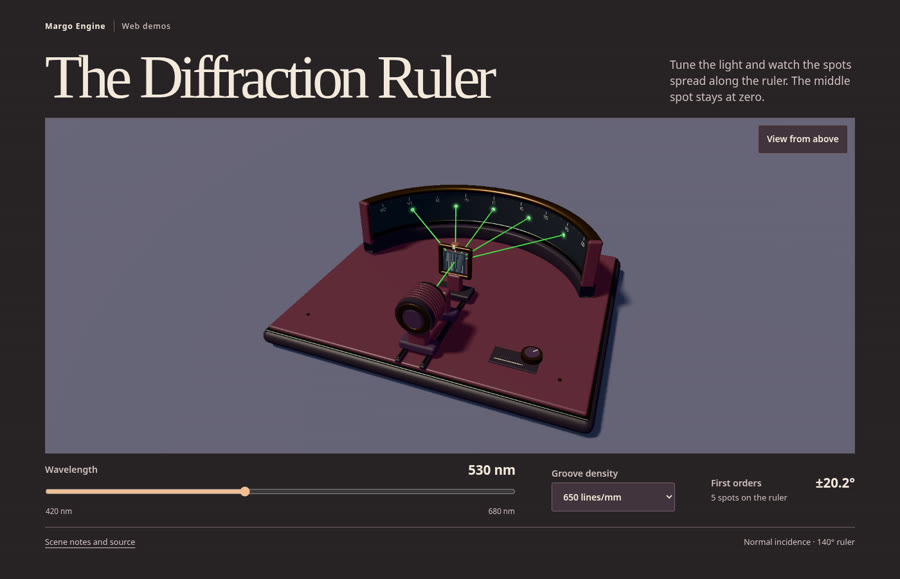 Margo Engine
Web demos
The Diffraction Ruler
Tune the light and watch the spots
spread along the ruler. The middle
spot stays at zero.
View from above
Wavelength
530 nm
420 nm
680 nm
Groove density
650 lines/mm
First orders
±20.2°
5 spots on the ruler
Scene notes and source
Normal incidence · 140° ruler